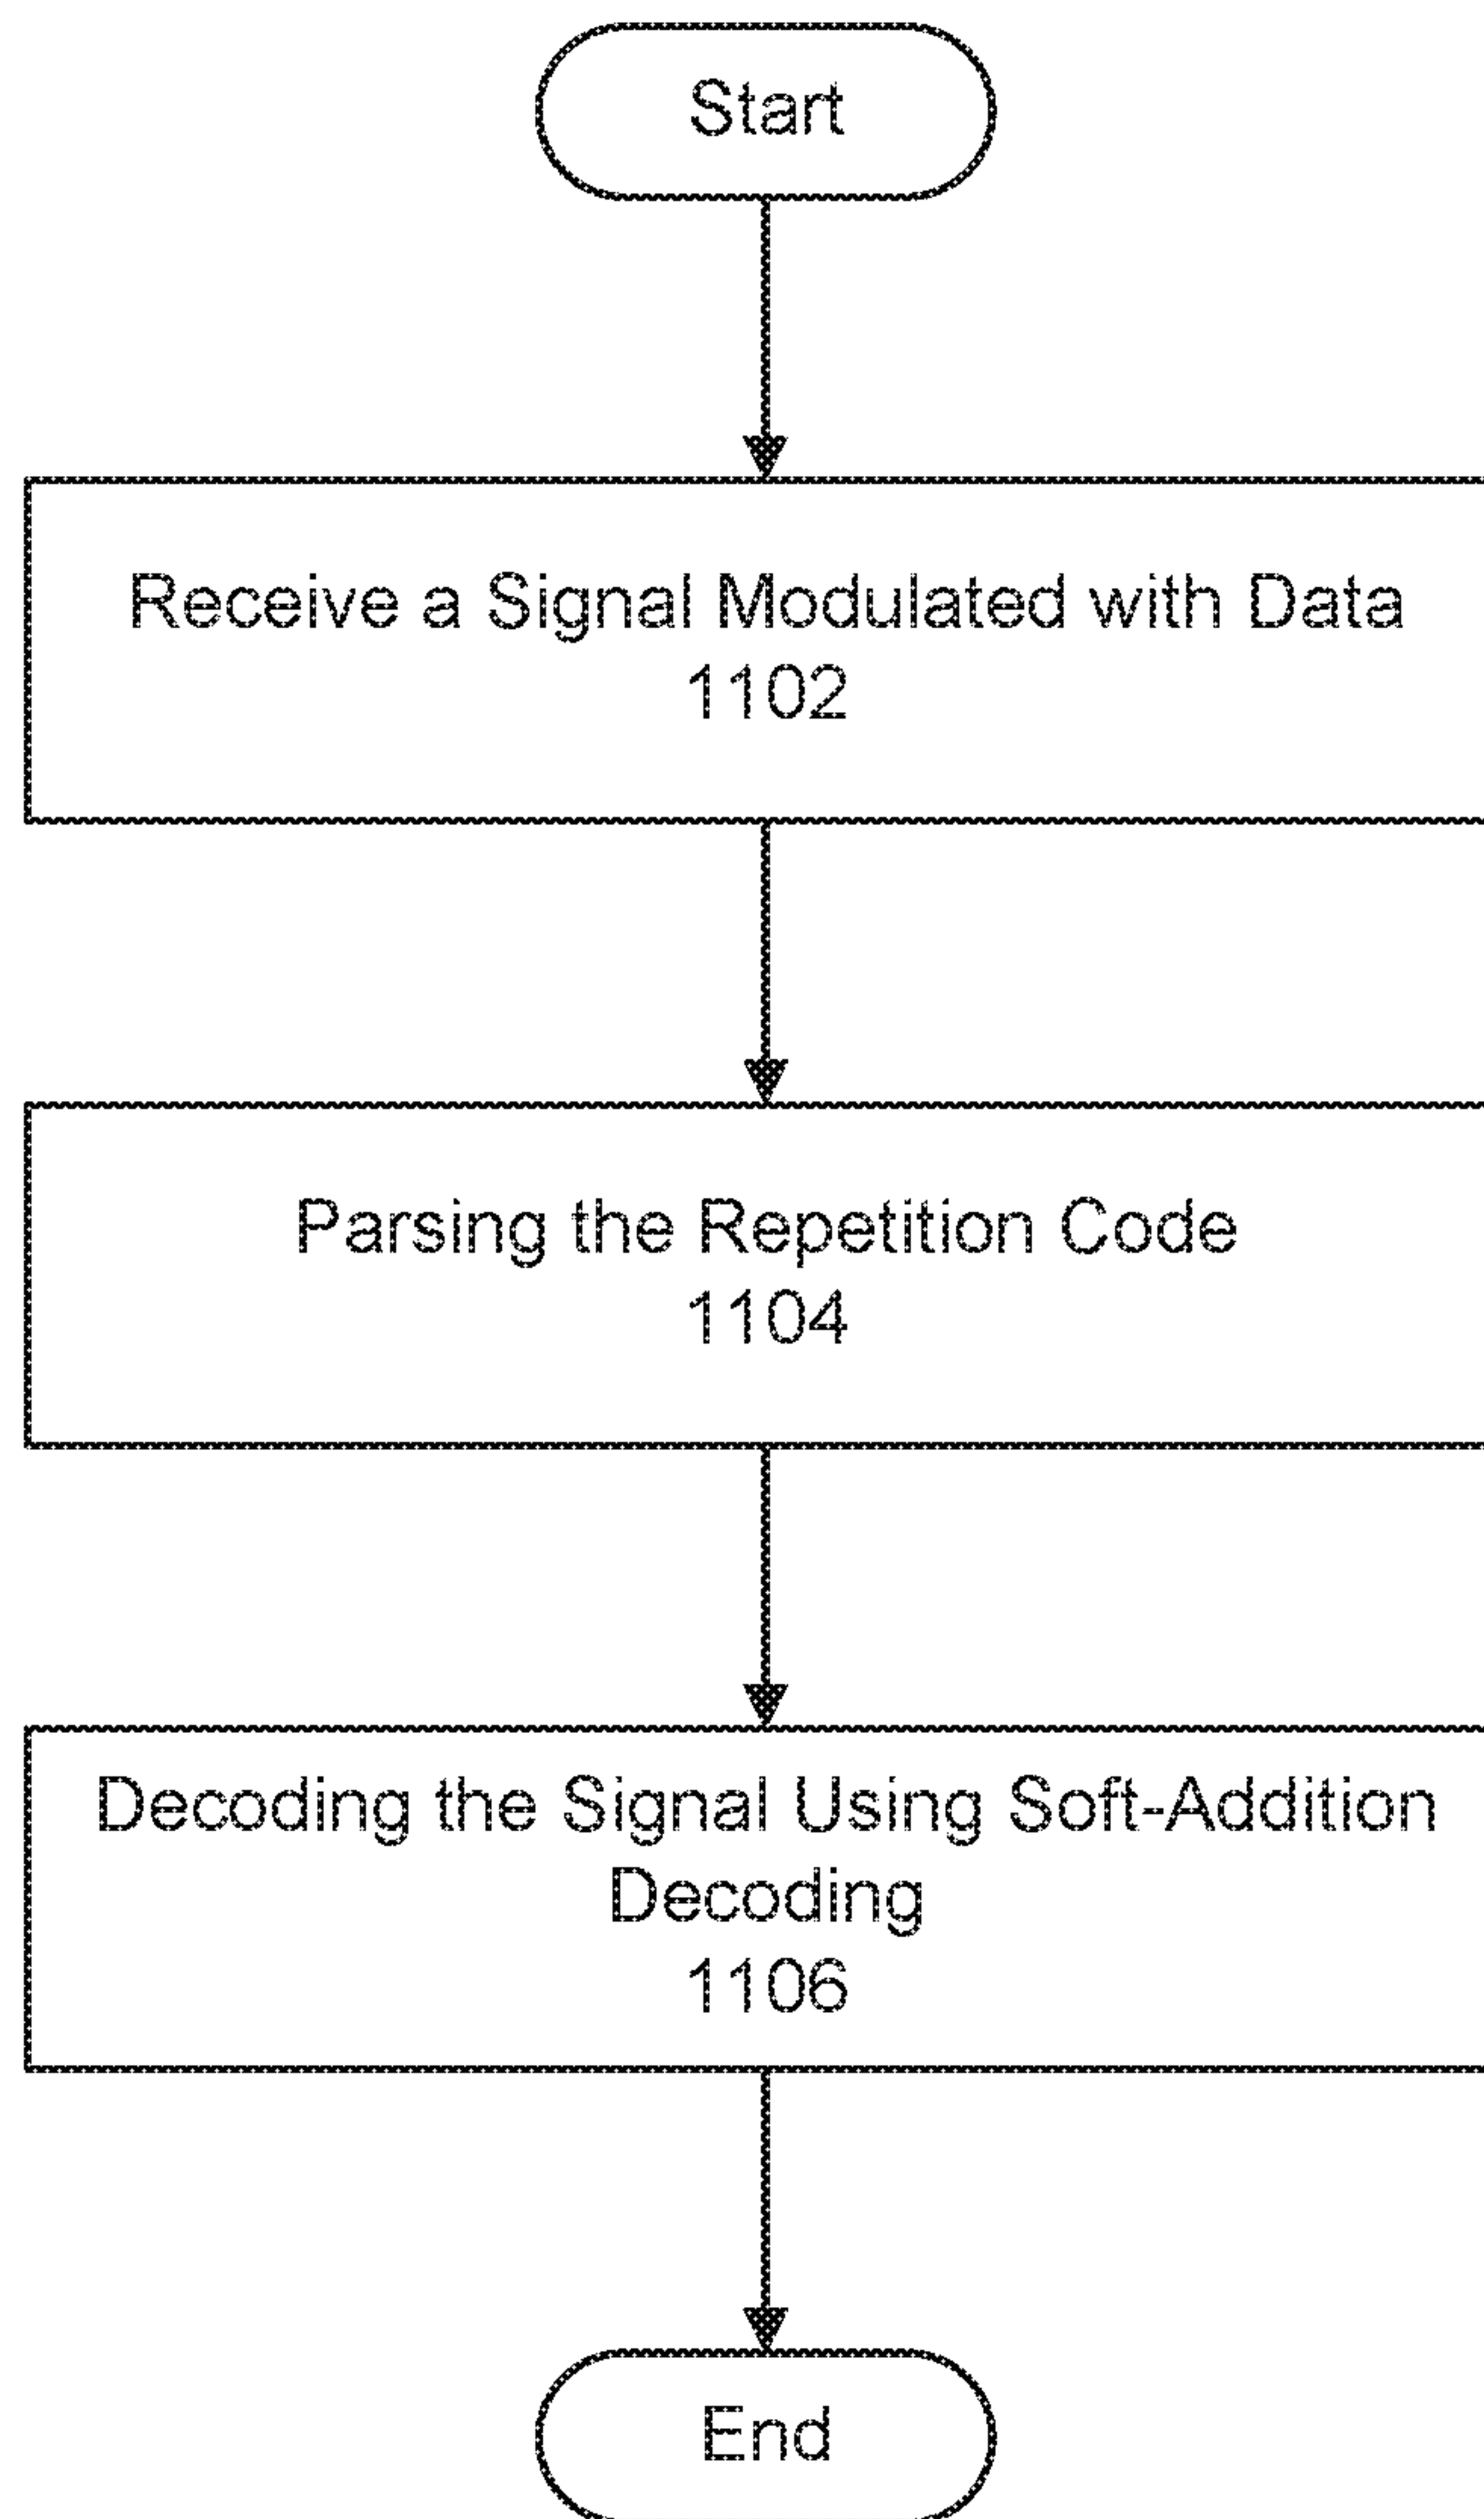 Start
Receive a Signal Modulated with Data
1102
Parsing the Repetition Code
1104
Decoding the Signal Using Soft-Addition
Decoding
1106
End